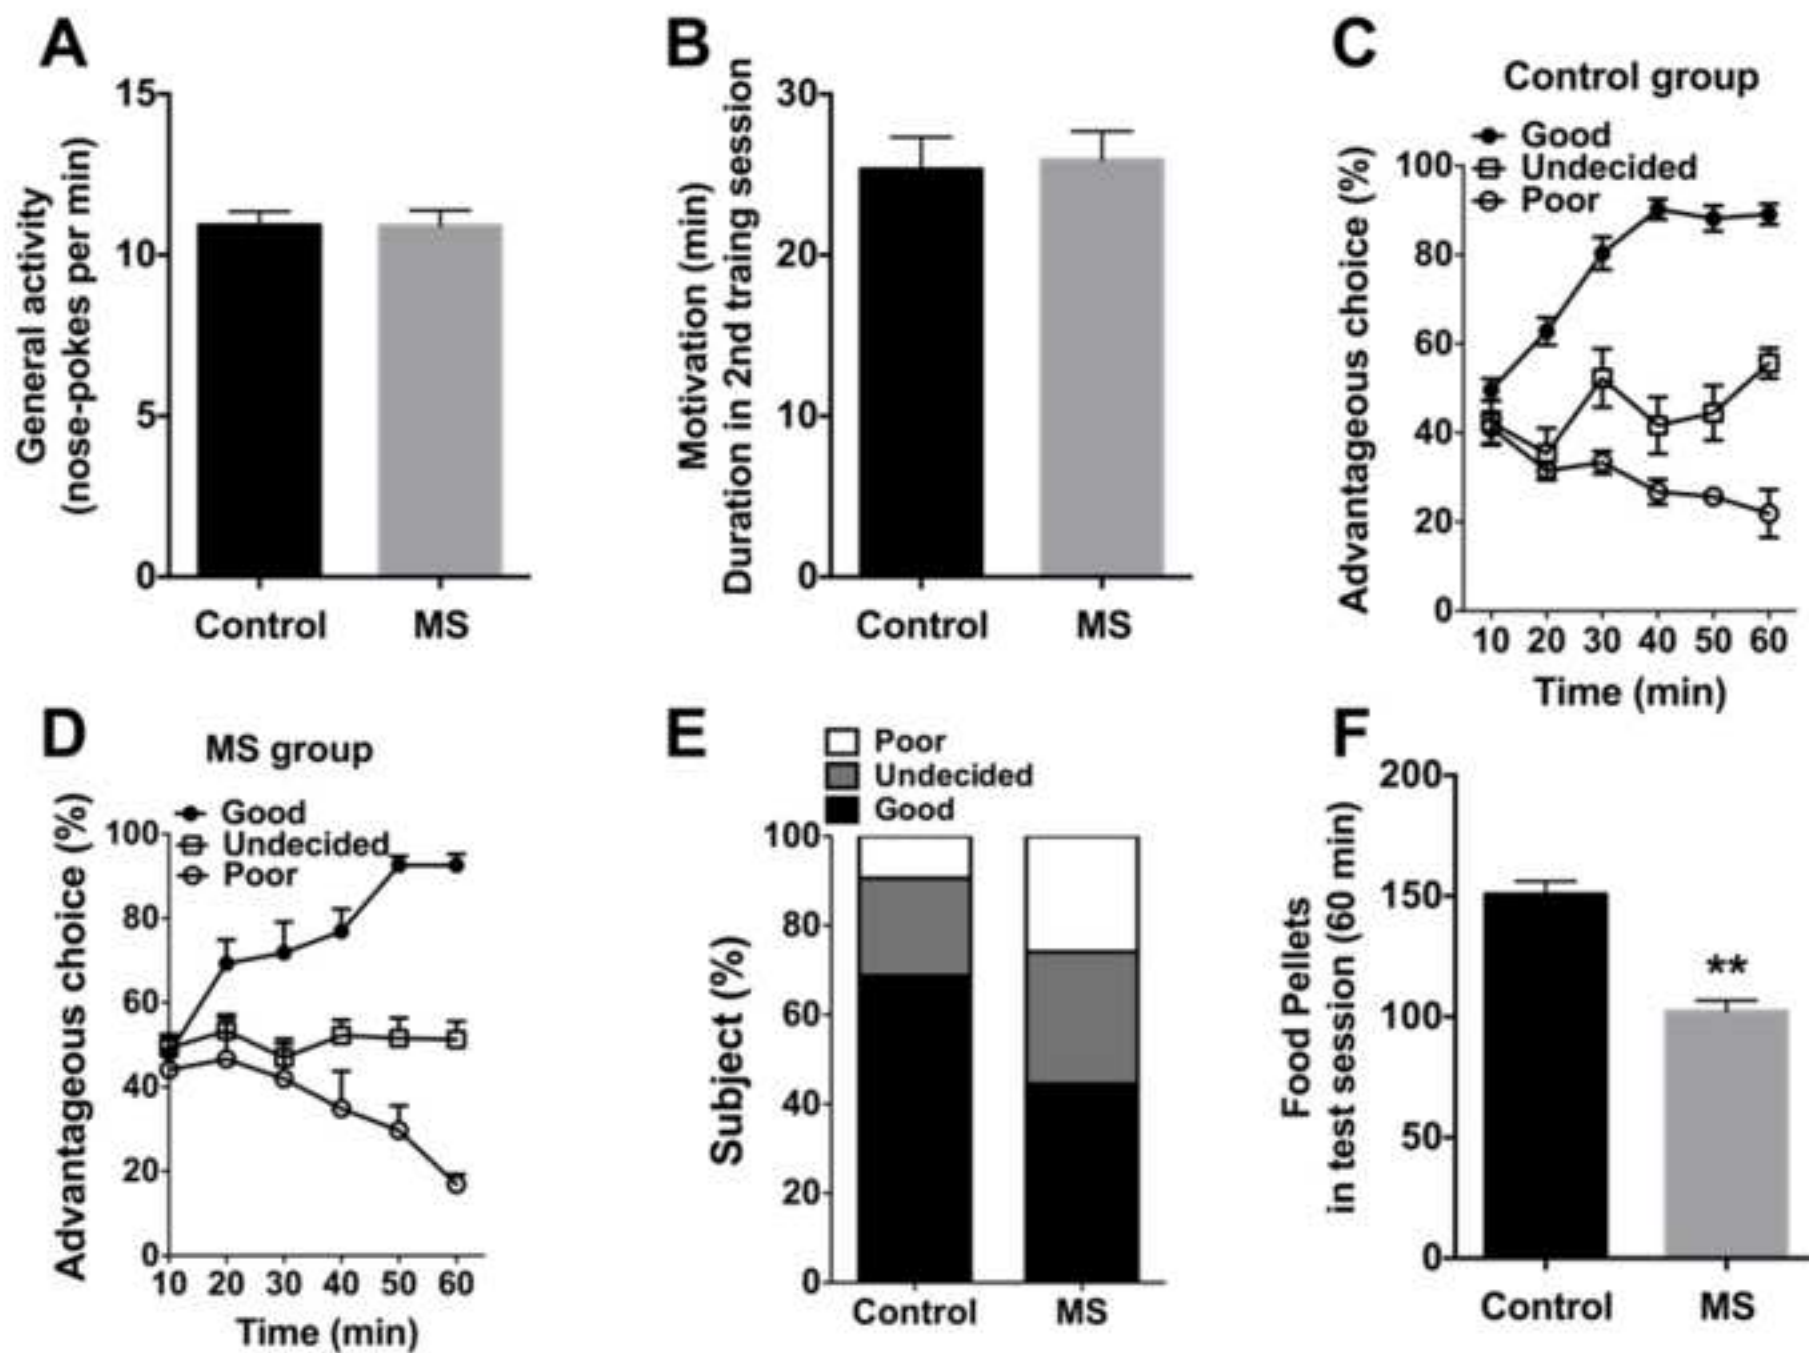 A
General activity
(nose-pokes per min)
15
10
5
0
Control MS
B
Motivation (min)
Duration in 2nd traing session
30
20
10
0
Control MS
C
Control group
Good
Undecided
Poor
Advantageous choice (%)
100
80
60
40
20
0
10 20 30 40 50 60
Time (min)
D
MS group
Good
Undecided
Poor
Advantageous choice (%)
100
80
60
40
20
0
10 20 30 40 50 60
Time (min)
E
Poor
Undecided
Good
Subject (%)
100
80
60
40
20
0
Control MS
F
Food Pellets
in test session (60 min)
200
150
100
50
0
**
Control MS